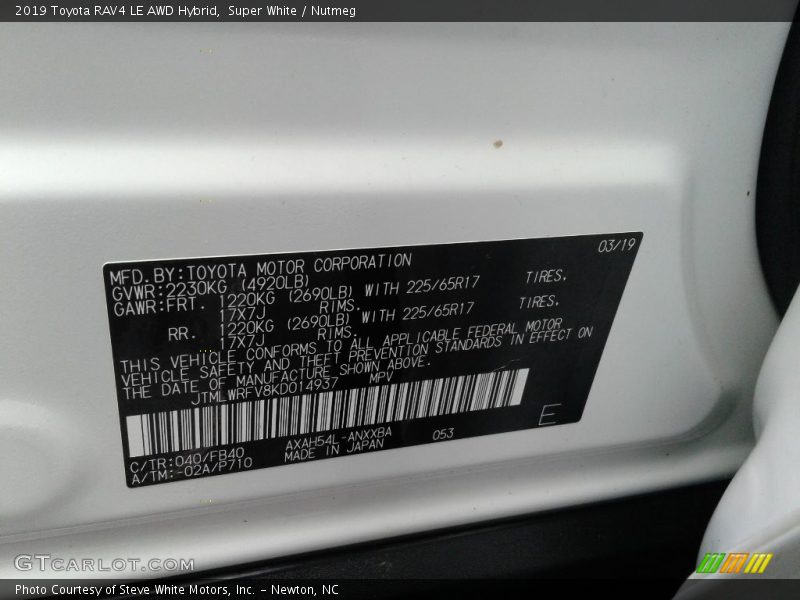 2019 Toyota RAV4 LE AWD Hybrid, Super White / Nutmeg
03/19
MFD.BY:TOYOTA MOTOR CORPORATION
GVWR:2230KG (4920LB)
GAWR:FRT. 1220KG (2690LB) WITH 225/65R17 TIRES,
17X7J RIMS.
RR. 1220KG (2690LB) WITH 225/65R17 TIRES,
17X7J RIMS.
THIS VEHICLE CONFORMS TO ALL APPLICABLE FEDERAL MOTOR
VEHICLE SAFETY AND THEFT PREVENTION STANDARDS IN EFFECT ON
THE DATE OF MANUFACTURE SHOWN ABOVE.
JTMLWRFV8KD014937 MPV
E
C/TR:040/FB40 AXAH54L-ANXXBA 053
A/TM:-02A/P710 MADE IN JAPAN
GTCARLOT.COM
Photo Courtesy of Steve White Motors, Inc. - Newton, NC